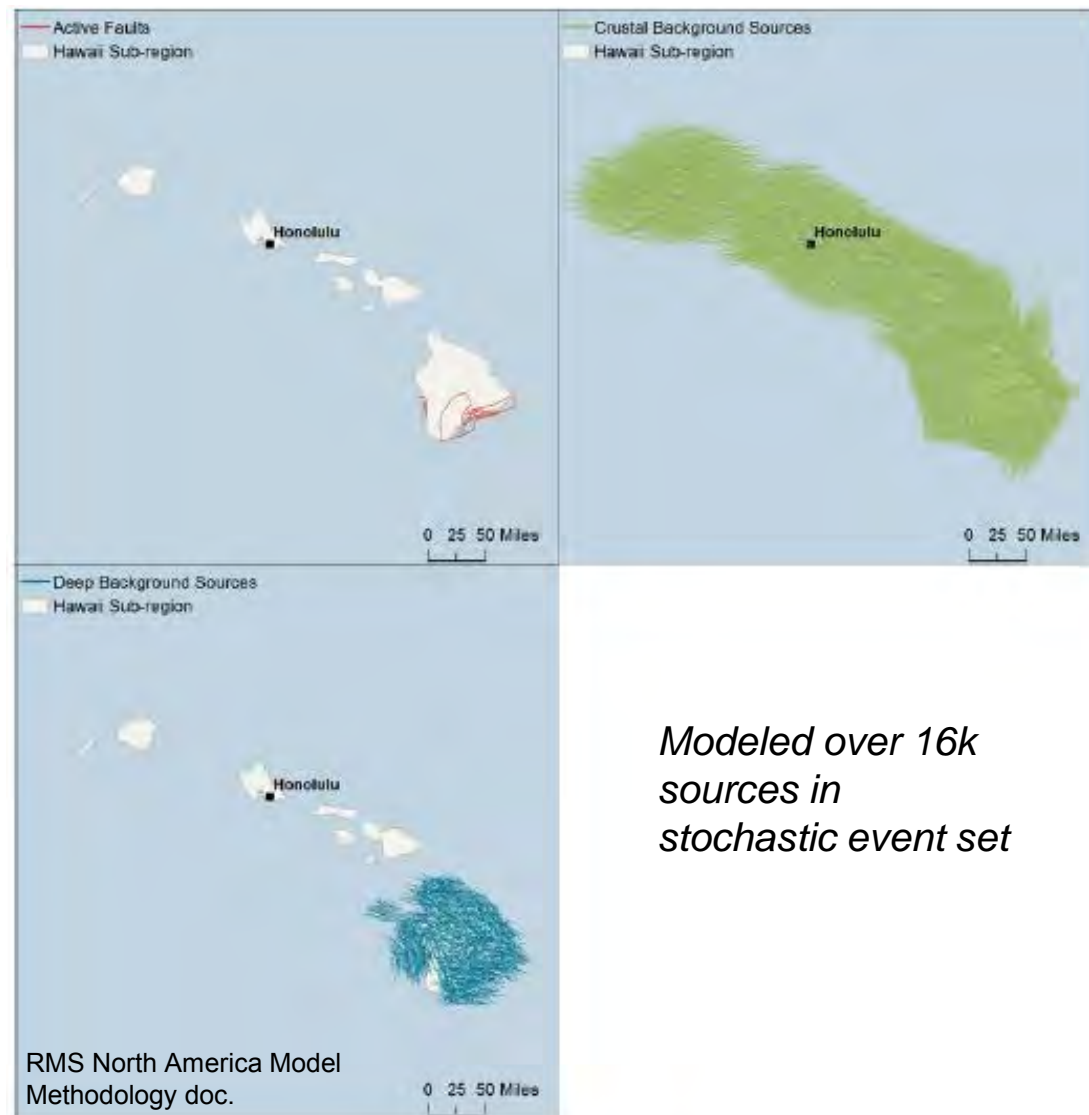 Active Faults
Hawaii Sub-region
Honolulu
0 25 50 Miles
Crustal Background Sources
Hawaii Sub-region
Honolulu
0 25 50 Miles
Deep Background Sources
Hawaii Sub-region
Honolulu
RMS North America Model
Methodology doc.
0 25 50 Miles
Modeled over 16k
sources in
stochastic event set